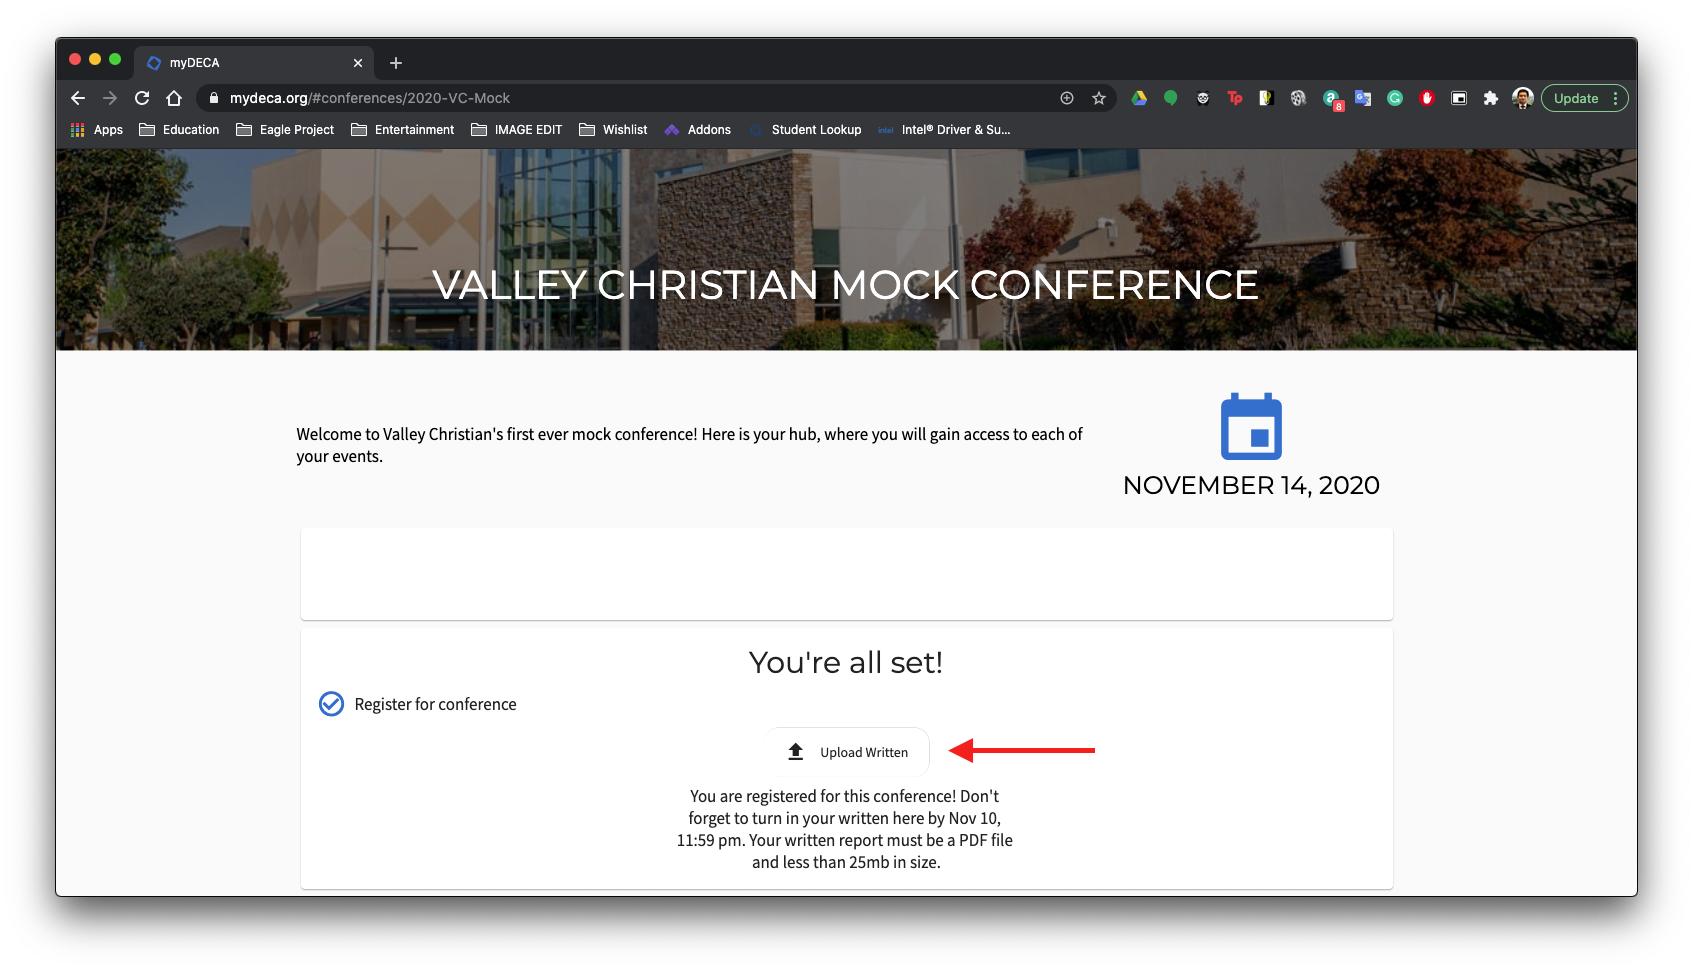 myDECA
mydeca.org/#conferences/2020-VC-Mock
Tp
a
8
G
Update
Apps
Education
Eagle Project
Entertainment
IMAGE EDIT
Wishlist
Addons
Student Lookup
intel
Intel® Driver & Su...
VALLEY CHRISTIAN MOCK CONFERENCE
Welcome to Valley Christian's first ever mock conference! Here is your hub, where you will gain access to each of
your events.
NOVEMBER 14, 2020
You're all set!
Register for conference
Upload Written
You are registered for this conference! Don't
forget to turn in your written here by Nov 10,
11:59 pm. Your written report must be a PDF file
and less than 25mb in size.